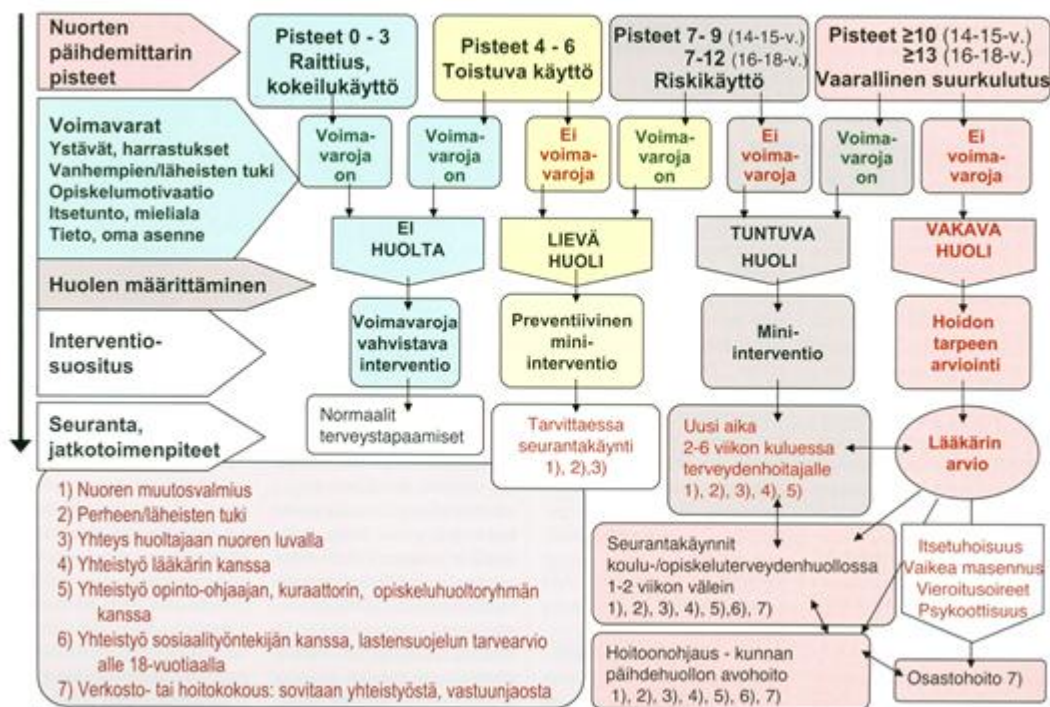 Nuorten
päihdemittarin
pisteet
Pisteet 0 - 3
Raittius,
kokeilukäyttö
Pisteet 4 - 6
Toistuva käyttö
Pisteet 7- 9 (14-15-v.)
7-12 (16-18-v.)
Riskikäyttö
Pisteet ≥10 (14-15-v.)
≥13 (16-18-v.)
Vaarallinen suurkulutus
Voimavarat
Ystävät, harrastukset
Vanhempien/läheisten tuki
Opiskelumotivaatio
Itsetunto, mieliala
Tieto, oma asenne
Voima-
varoja
on
Voima-
varoja
on
Ei
voima-
varoja
Voima-
varoja
on
Ei
voima-
varoja
Voima-
varoja
on
Ei
voima-
varoja
Huolen määrittäminen
EI
HUOLTA
LIEVÄ
HUOLI
TUNTUVA
HUOLI
VAKAVA
HUOLI
Interventio-
suositus
Voimavaroja
vahvistava
interventio
Preventiivinen
mini-
interventio
Mini-
interventio
Hoidon
tarpeen
arviointi
Seuranta,
jatkotoimenpiteet
Normaalit
terveystapaamiset
Tarvittaessa
seurantakäynti
1), 2),3)
Uusi aika
2-6 viikon kuluessa
terveydenhoitajalle
1), 2), 3), 4), 5)
Lääkärin
arvio
1) Nuoren muutosvalmius
2) Perheen/läheisten tuki
3) Yhteys huoltajaan nuoren luvalla
4) Yhteistyö lääkärin kanssa
5) Yhteistyö opinto-ohjaajan, kuraattorin, opiskeluhuoltoryhmän
kanssa
6) Yhteistyö sosiaalityöntekijän kanssa, lastensuojelun tarvearvio
alle 18-vuotiaalla
7) Verkosto- tai hoitokokous: sovitaan yhteistyöstä, vastuunjaosta
Seurantakäynnit
koulu-/opiskeluterveydenhuollossa
1-2 viikon välein
1), 2), 3), 4), 5),6), 7)
Itsetuhoisuus
Vaikea masennus
Vieroitusoireet
Psykoottisuus
Hoitoonohjaus - kunnan
päihdehuollon avohoito
1), 2), 3), 4), 5), 6), 7)
Osastohoito 7)